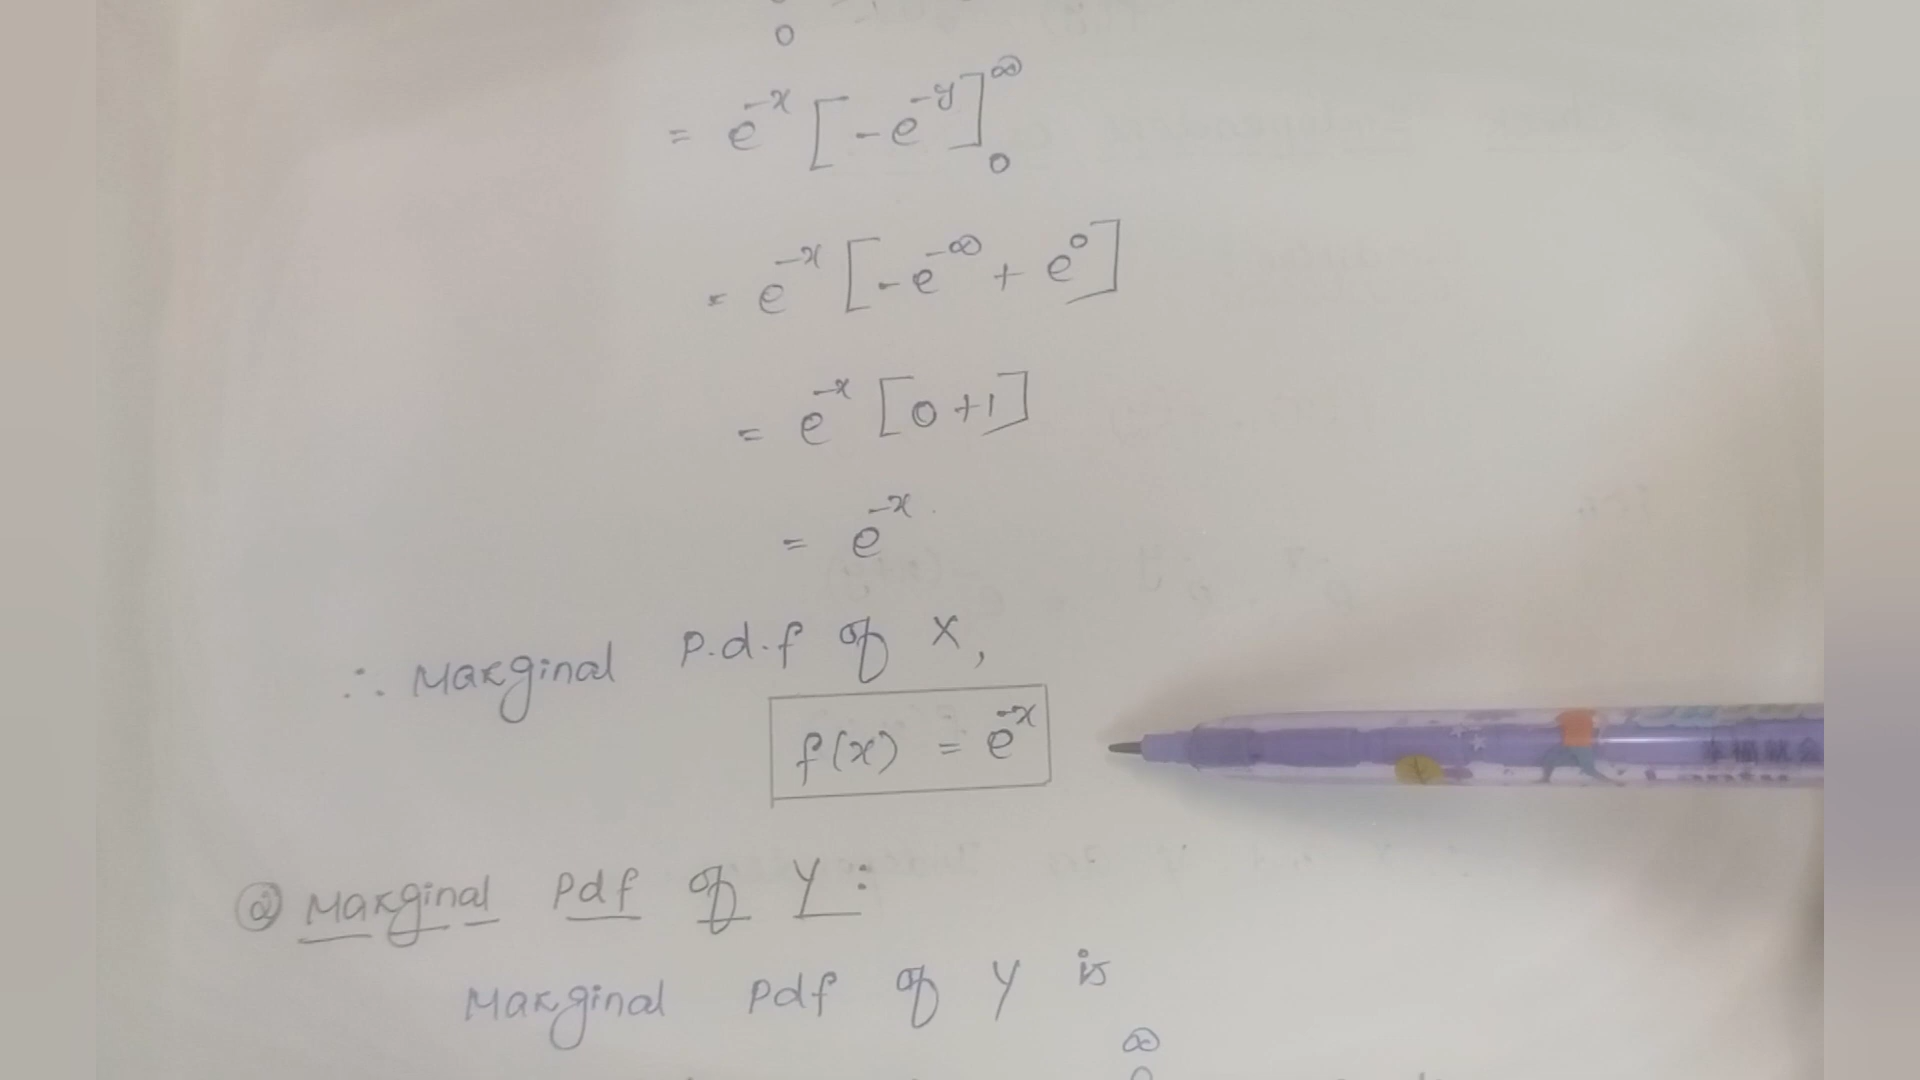 0
= e^{-x} [-e^{-y}]_0^∞
= e^{-x} [-e^{-∞} + e^0]
= e^{-x} [0+1]
= e^{-x}
∴ Marginal P.d.f of X,
f(x) = e^{-x}
② Marginal Pdf of Y:
Marginal Pdf of Y is
∞